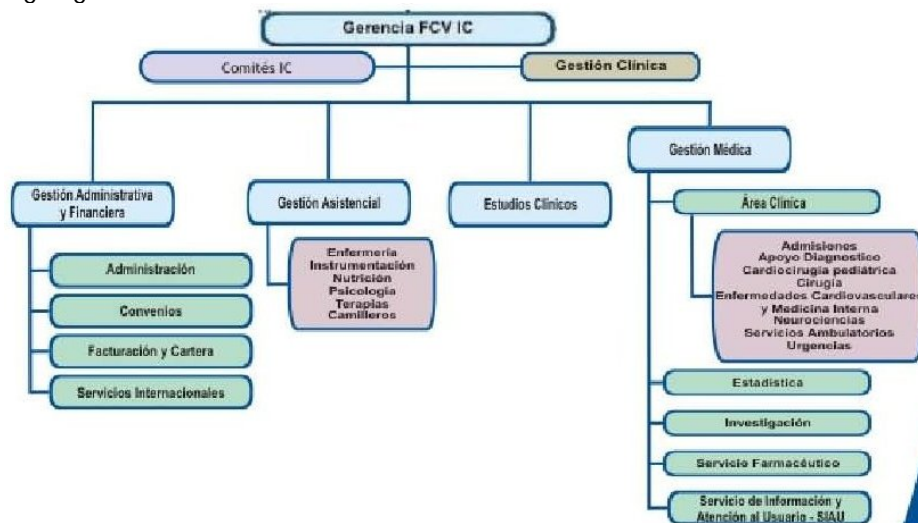 Gerencia FCV IC
Comités IC
Gestión Clínica
Gestión Administrativa
y Financiera
Gestión Asistencial
Estudios Clínicos
Gestión Médica
Administración
Convenios
Facturación y Cartera
Servicios Internacionales
Enfermería
Instrumentación
Nutrición
Psicología
Terapias
Camilleros
Área Clínica
Admisiones
Apoyo Diagnostico
Cardiocirugía pediátrica
Cirugía
Enfermedades Cardiovasculares
y Medicina Interna
Neurociencias
Servicios Ambulatorios
Urgencias
Estadística
Investigación
Servicio Farmacéutico
Servicio de Información y
Atención al Usuario - SIAU